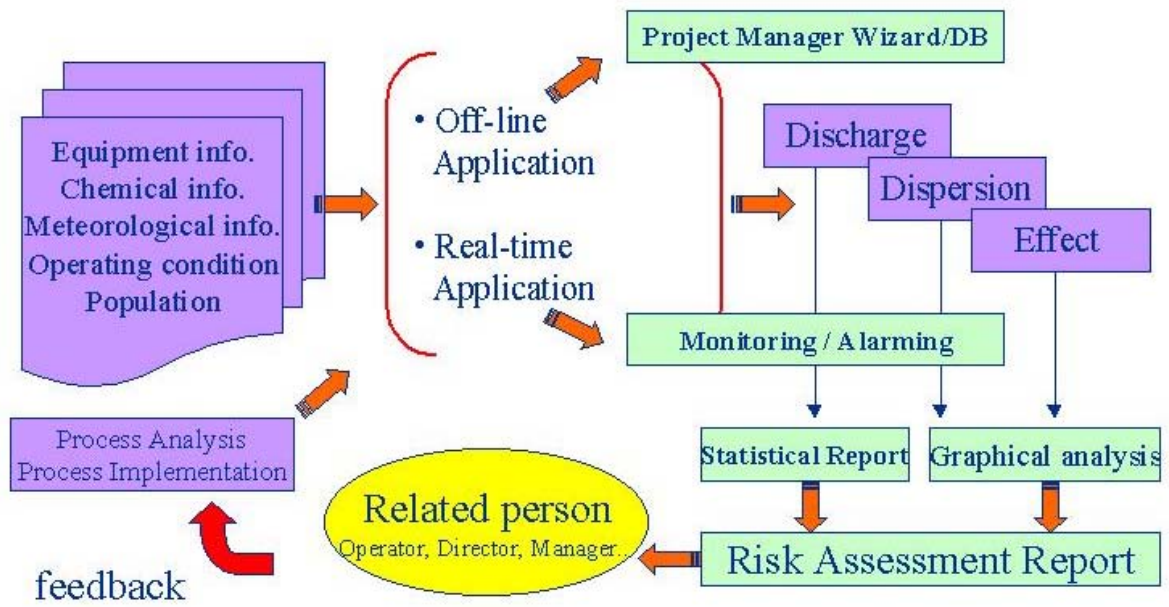 Project Manager Wizard/DB
Equipment info.
Chemical info.
Meteorological info.
Operating condition
Population
• Off-line
Application
• Real-time
Application
Discharge
Dispersion
Effect
Monitoring / Alarming
Process Analysis
Process Implementation
Statistical Report
Graphical analysis
Related person
Operator, Director, Manager...
Risk Assessment Report
feedback